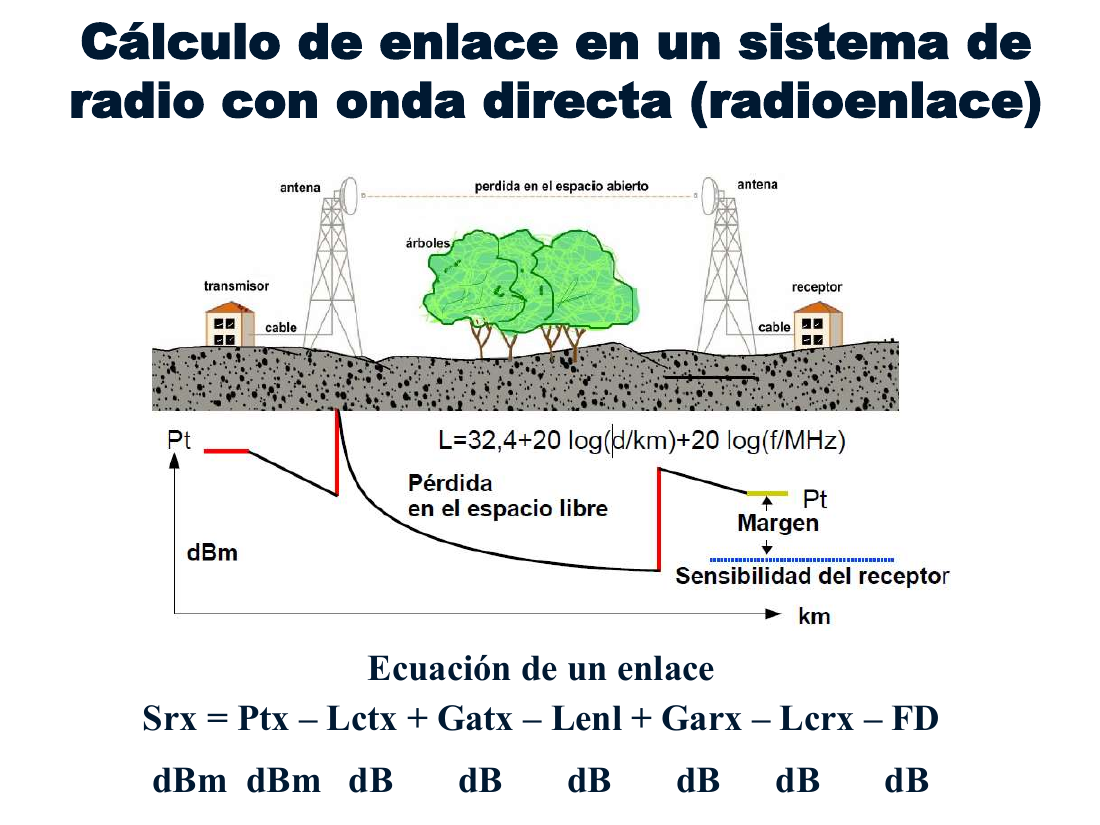 Cálculo de enlace en un sistema de
radio con onda directa (radioenlace)
antena
perdida en el espacio abierto
antena
árboles
transmisor
receptor
cable
cable
Pt
L=32,4+20 log(d/km)+20 log(f/MHz)
Pérdida
en el espacio libre
Pt
Margen
dBm
Sensibilidad del receptor
km
Ecuación de un enlace
Srx = Ptx – Lctx + Gatx – Lenl + Garx – Lcrx – FD
dBm dBm dB dB dB dB dB dB